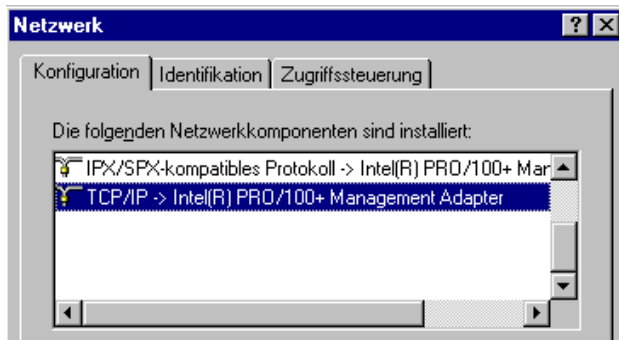 Netzwerk
Konfiguration Identifikation Zugriffssteuerung
Die folgenden Netzwerkkomponenten sind installiert:
IPX/SPX-kompatibles Protokoll -> Intel(R) PRO/100+ Mar
TCP/IP -> Intel(R) PRO/100+ Management Adapter